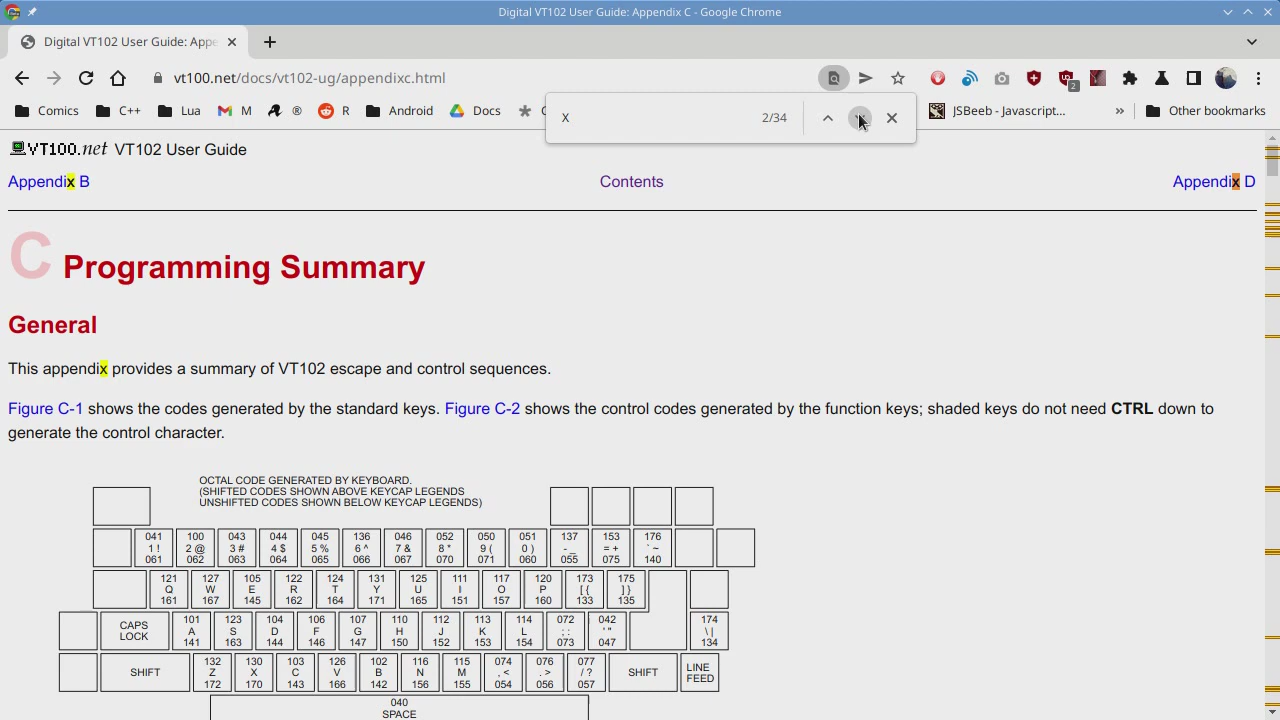 Digital VT102 User Guide: Appendix C - Google Chrome
Digital VT102 User Guide: Appe
vt100.net/docs/vt102-ug/appendixc.html
2
Comics C++ Lua M ® R Android Docs JSBeeb - Javascript... » Other bookmarks
X 2/34
VT100.net VT102 User Guide
Appendix B Contents Appendix D
C Programming Summary
General
This appendix provides a summary of VT102 escape and control sequences.
Figure C-1 shows the codes generated by the standard keys. Figure C-2 shows the control codes generated by the function keys; shaded keys do not need CTRL down to
generate the control character.
OCTAL CODE GENERATED BY KEYBOARD.
(SHIFTED CODES SHOWN ABOVE KEYCAP LEGENDS
UNSHIFTED CODES SHOWN BELOW KEYCAP LEGENDS)
041 100 043 044 045 136 046 052 050 051 137 153 176
1 ! 2 @ 3 # 4 $ 5 % 6 ^ 7 & 8 * 9 ( 0 ) - _ = + ` ~
061 062 063 064 065 066 067 070 071 060 055 075 140
121 127 105 122 124 131 125 111 117 120 173 175
Q W E R T Y U I O P [ { ] }
161 167 145 162 164 171 165 151 157 160 133 135
CAPS 101 123 104 106 107 110 112 113 114 072 042 174
LOCK A S D F G H J K L ; : ' " \ |
141 163 144 146 147 150 152 153 154 073 047 134
132 130 103 126 102 116 115 074 076 077 LINE
SHIFT Z X C V B N M , < . > / ? SHIFT FEED
172 170 143 166 142 156 155 054 056 057
040
SPACE